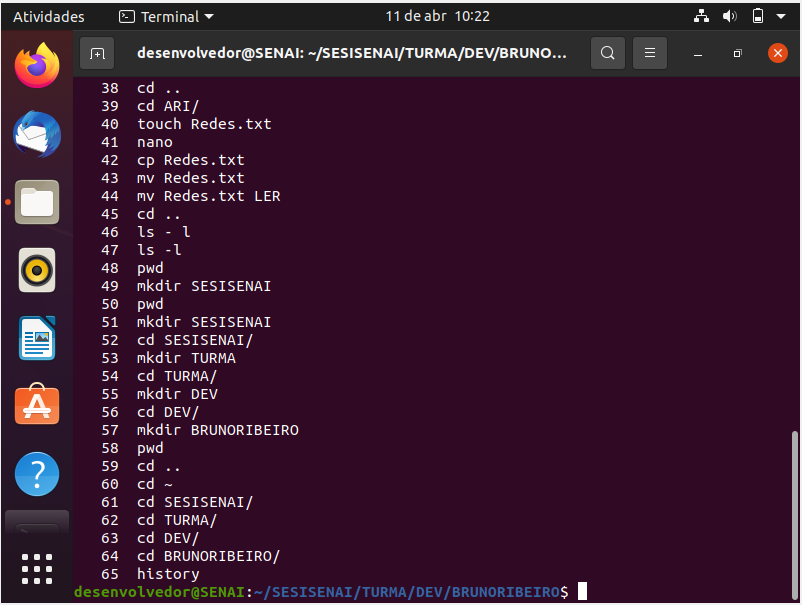 Atividades Terminal 11 de abr 10:22
desenvolvedor@SENAI: ~/SESISENAI/TURMA/DEV/BRUNO...
38 cd ..
39 cd ARI/
40 touch Redes.txt
41 nano
42 cp Redes.txt
43 mv Redes.txt
44 mv Redes.txt LER
45 cd ..
46 ls - l
47 ls -l
48 pwd
49 mkdir SESISENAI
50 pwd
51 mkdir SESISENAI
52 cd SESISENAI/
53 mkdir TURMA
54 cd TURMA/
55 mkdir DEV
56 cd DEV/
57 mkdir BRUNORIBEIRO
58 pwd
59 cd ..
60 cd ~
61 cd SESISENAI/
62 cd TURMA/
63 cd DEV/
64 cd BRUNORIBEIRO/
65 history
desenvolvedor@SENAI:~/SESISENAI/TURMA/DEV/BRUNORIBEIRO$